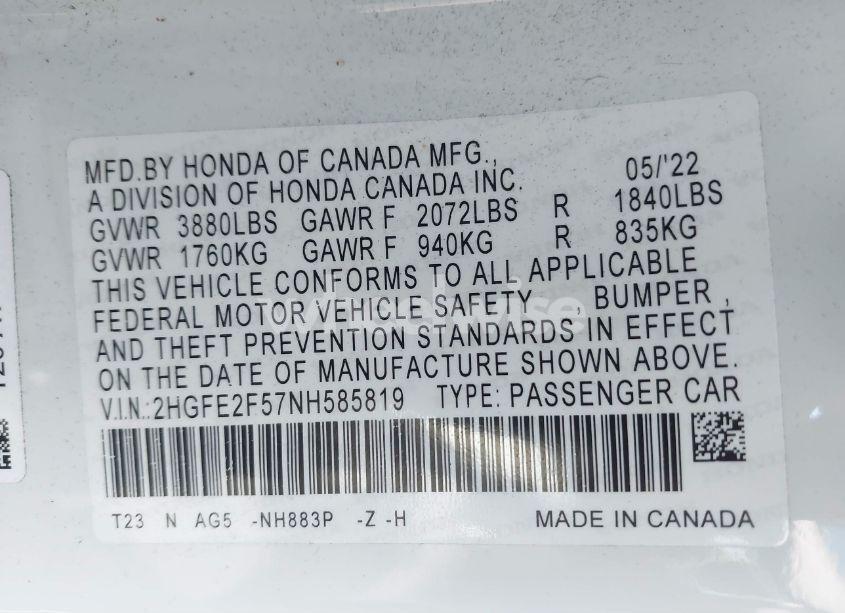 MFD.BY HONDA OF CANADA MFG., 05/'22
A DIVISION OF HONDA CANADA INC.
GVWR 3880LBS GAWR F 2072LBS R 1840LBS
GVWR 1760KG GAWR F 940KG R 835KG
THIS VEHICLE CONFORMS TO ALL APPLICABLE
FEDERAL MOTOR VEHICLE SAFETY , BUMPER ,
AND THEFT PREVENTION STANDARDS IN EFFECT
ON THE DATE OF MANUFACTURE SHOWN ABOVE.
V.I.N.:2HGFE2F57NH585819 TYPE: PASSENGER CAR
T23 N AG5 -NH883P -Z -H MADE IN CANADA